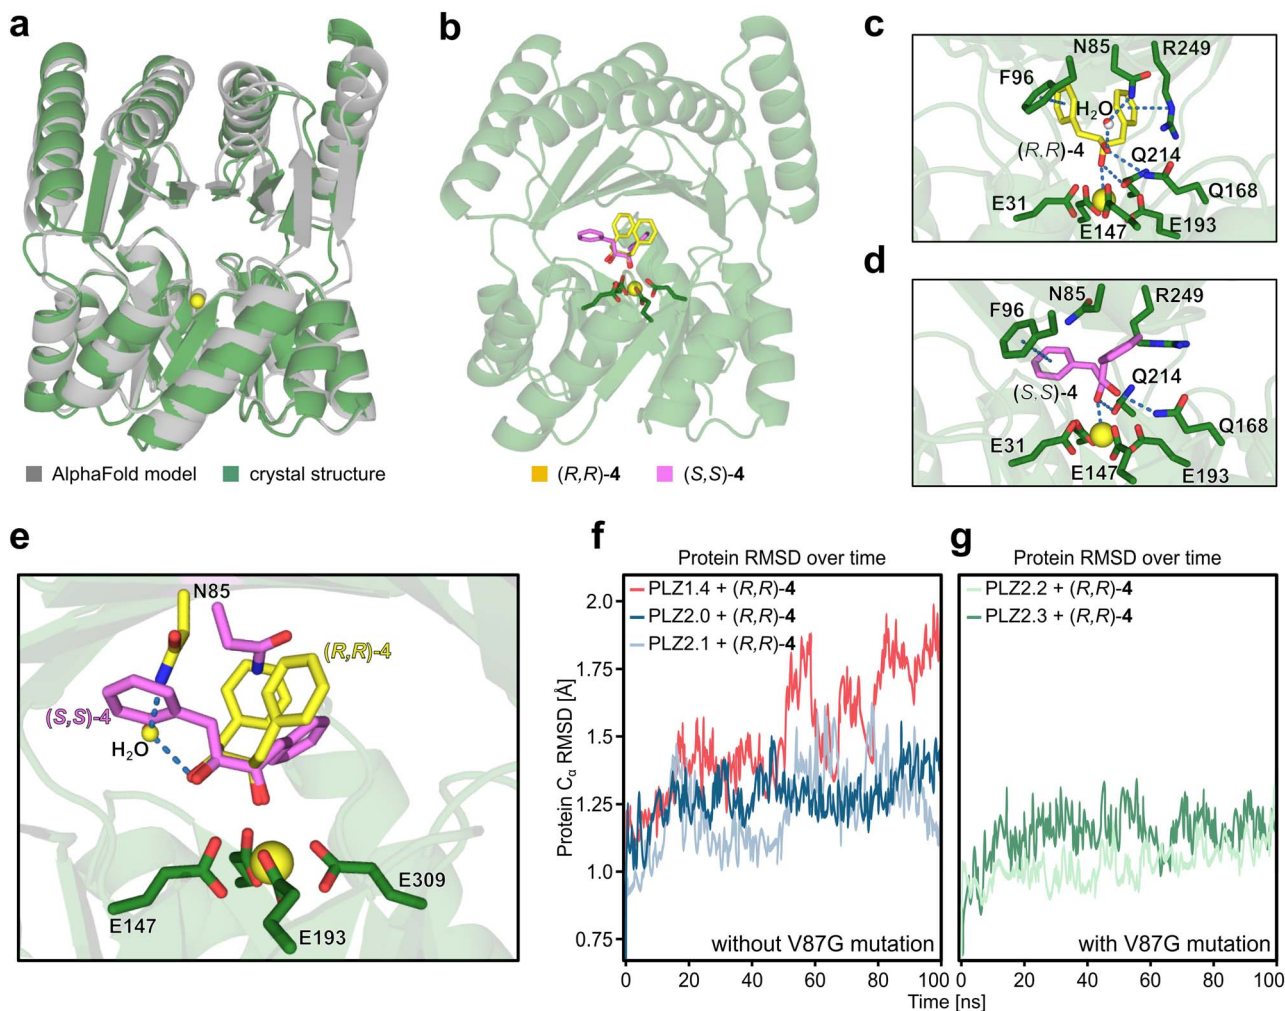 a
AlphaFold model
crystal structure
b
(R,R)-4
(S,S)-4
c
N85
R249
F96
H2O
(R,R)-4
Q214
Q168
E31
E147
E193
d
N85
R249
F96
(S,S)-4
Q214
Q168
E31
E147
E193
e
N85
(R,R)-4
(S,S)-4
H2O
E309
E147
E193
f
Protein RMSD over time
PLZ1.4 + (R,R)-4
PLZ2.0 + (R,R)-4
PLZ2.1 + (R,R)-4
Protein Cα RMSD [Å]
2.0
1.75
1.5
1.25
1.0
0.75
without V87G mutation
0 20 40 60 80 100
g
Protein RMSD over time
PLZ2.2 + (R,R)-4
PLZ2.3 + (R,R)-4
with V87G mutation
0 20 40 60 80 100
Time [ns]